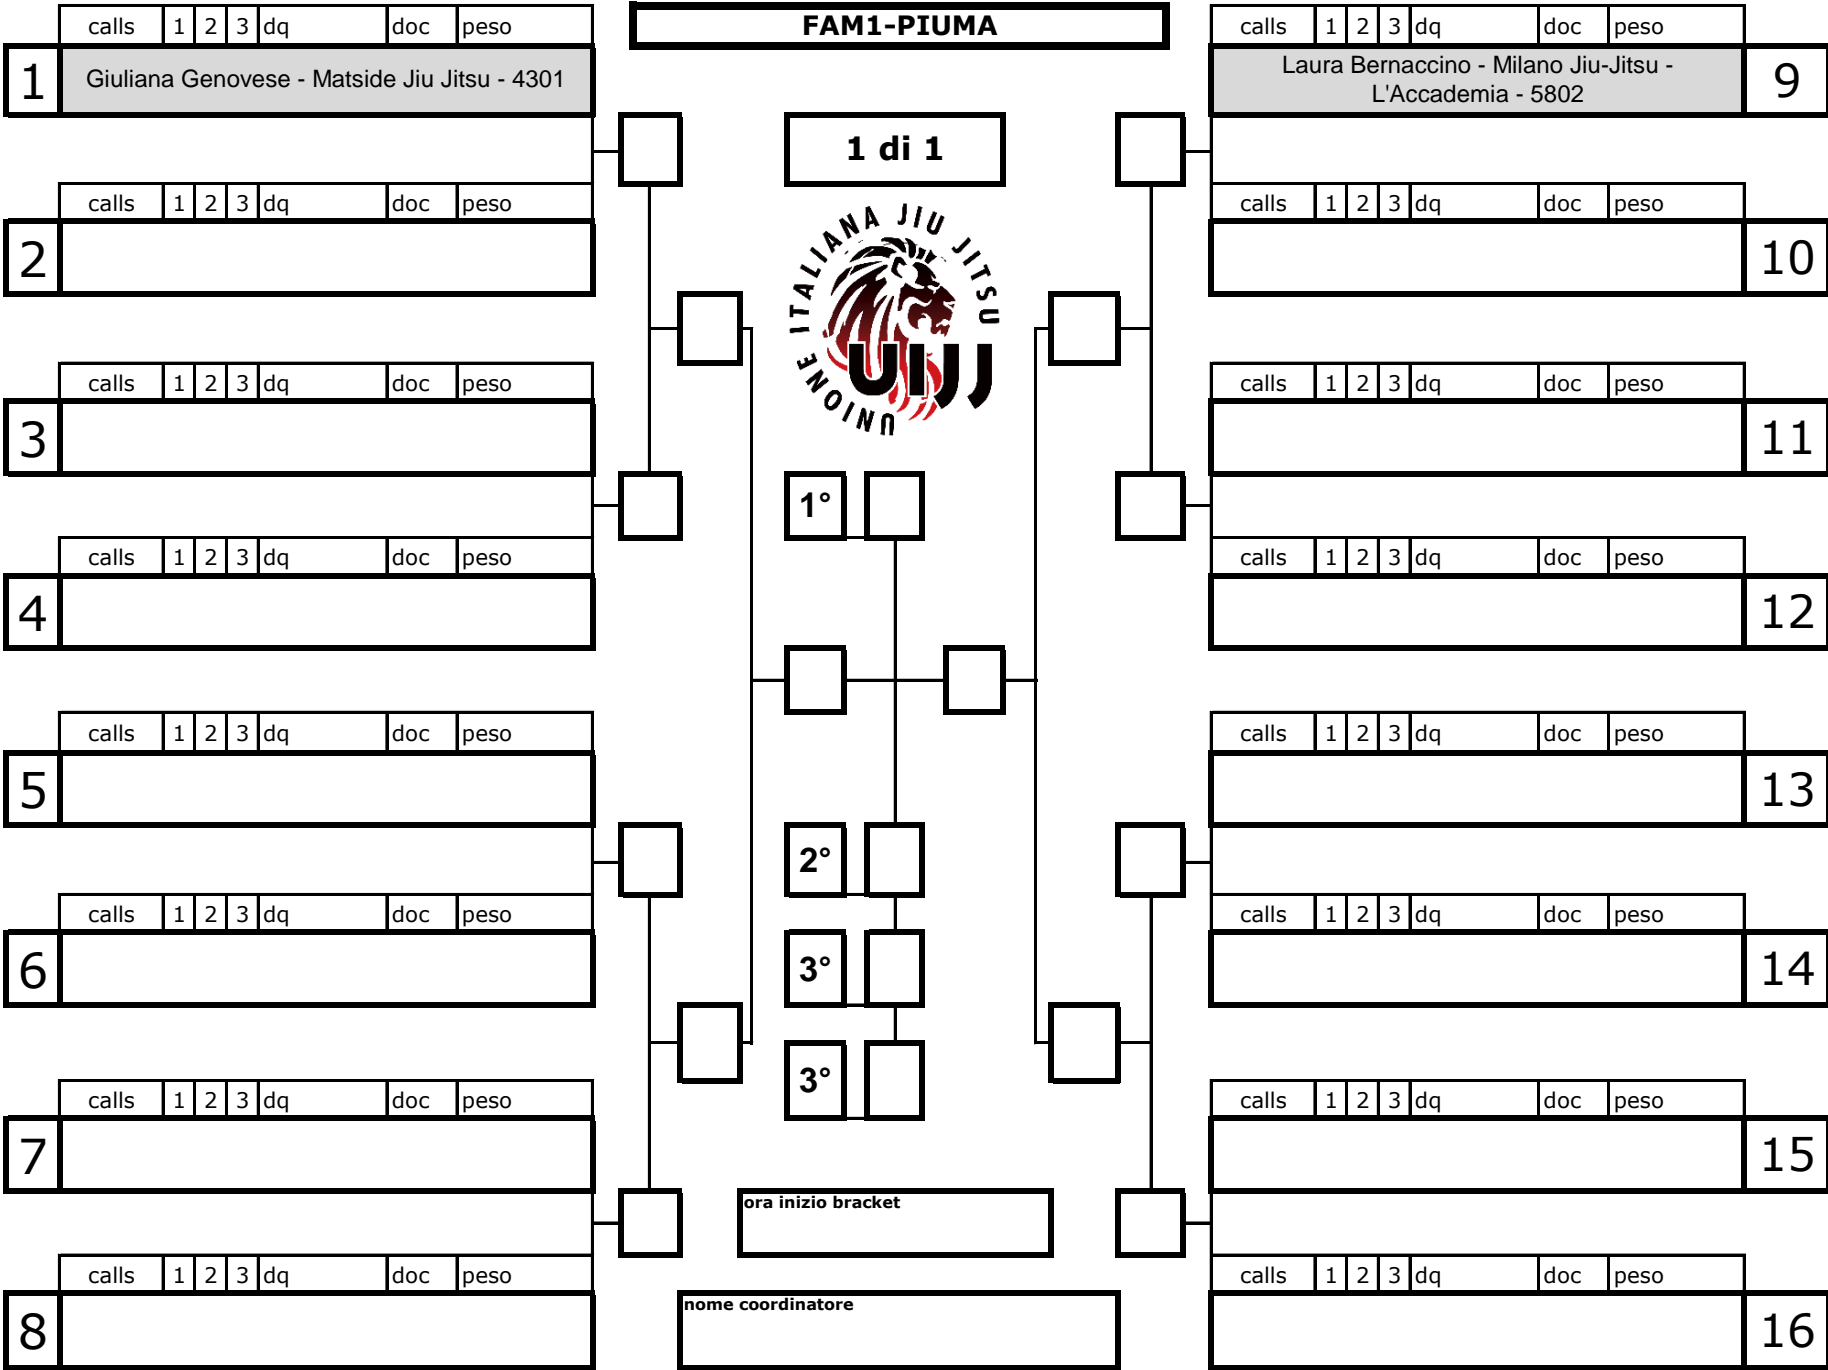 FAM1-PIUMA
1 di 1
UNIONE ITALIANA JIU JITSU
UIJJ
calls 1 2 3 dq doc peso
1 Giuliana Genovese - Matside Jiu Jitsu - 4301
calls 1 2 3 dq doc peso
2
calls 1 2 3 dq doc peso
3
calls 1 2 3 dq doc peso
4
calls 1 2 3 dq doc peso
5
calls 1 2 3 dq doc peso
6
calls 1 2 3 dq doc peso
7
calls 1 2 3 dq doc peso
8
1°
2°
3°
3°
ora inizio bracket
nome coordinatore
calls 1 2 3 dq doc peso
Laura Bernaccino - Milano Jiu-Jitsu -
L'Accademia - 5802
9
calls 1 2 3 dq doc peso
10
calls 1 2 3 dq doc peso
11
calls 1 2 3 dq doc peso
12
calls 1 2 3 dq doc peso
13
calls 1 2 3 dq doc peso
14
calls 1 2 3 dq doc peso
15
calls 1 2 3 dq doc peso
16